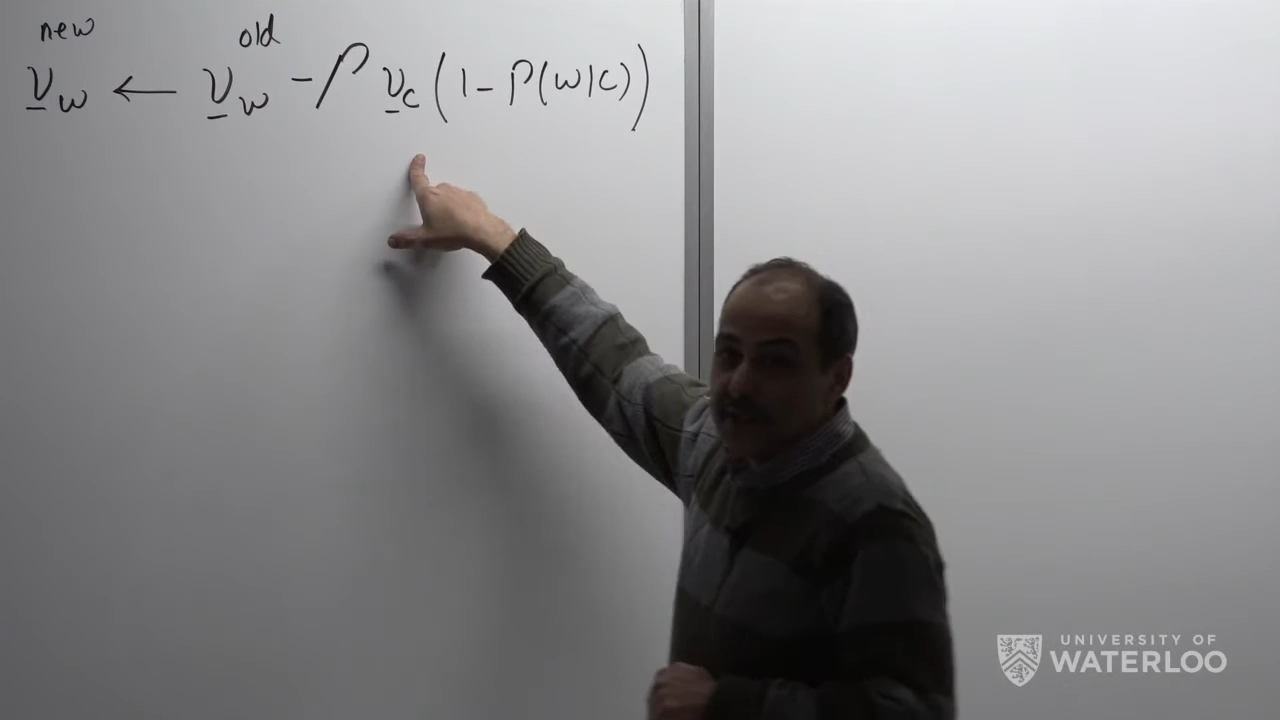 new old
v_w ← v_w - ρ v_c (1 - P(w|c))
UNIVERSITY OF
WATERLOO